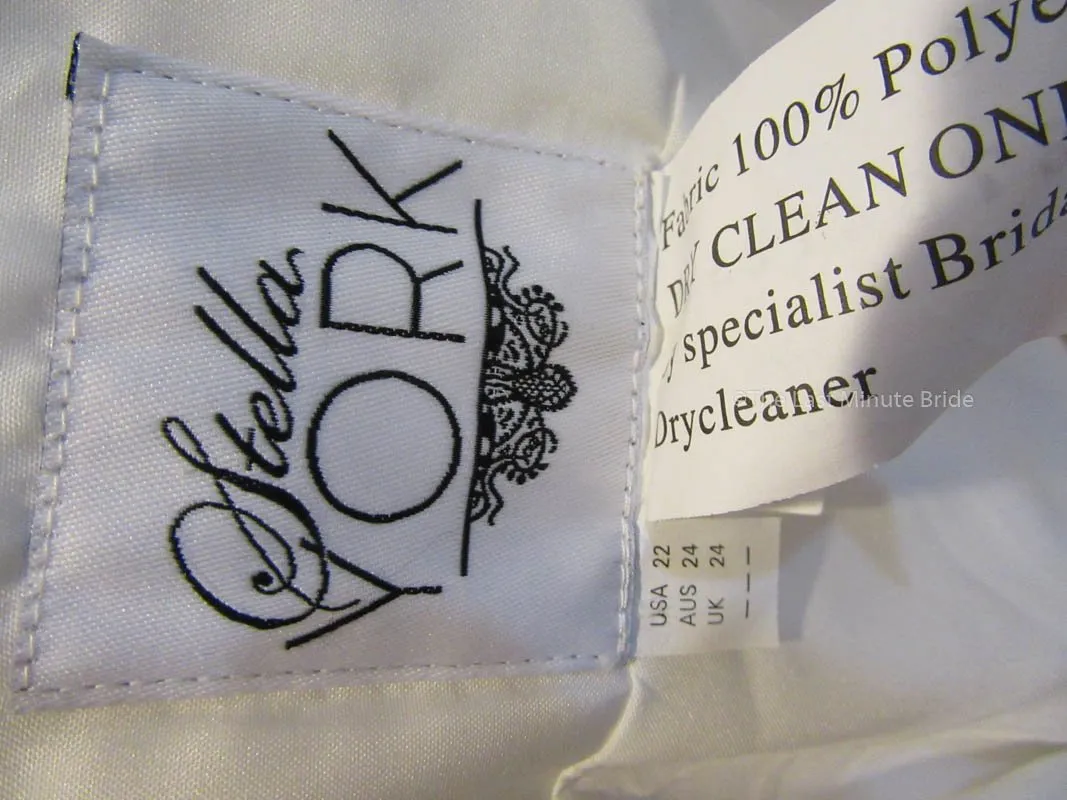 Stella
YORK
Fabric 100% Polye
DRY CLEAN ONL
y specialist Brida
Drycleaner
USA 22
AUS 24
UK 24
The Last Minute Bride